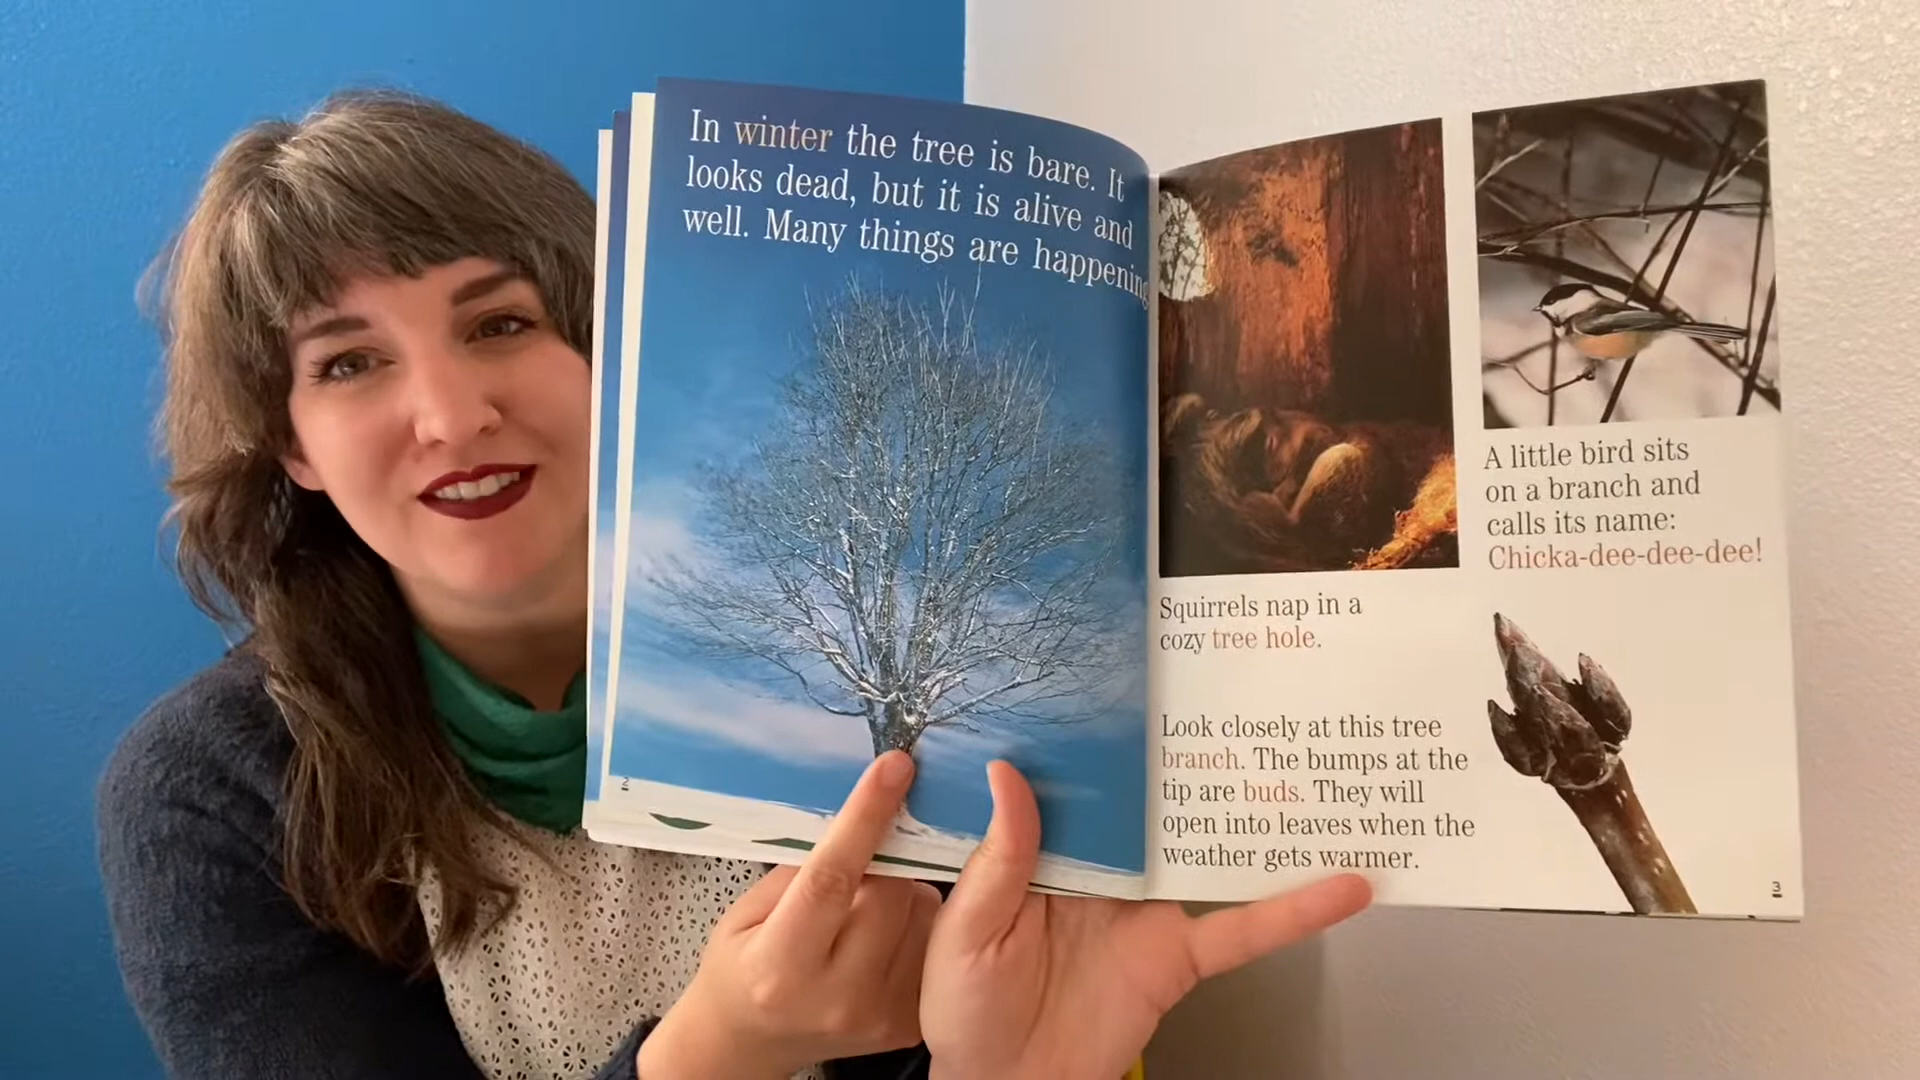 In winter the tree is bare. It
looks dead, but it is alive and
well. Many things are happening
2
Squirrels nap in a
cozy tree hole.
A little bird sits
on a branch and
calls its name:
Chicka-dee-dee-dee!
Look closely at this tree
branch. The bumps at the
tip are buds. They will
open into leaves when the
weather gets warmer.
3